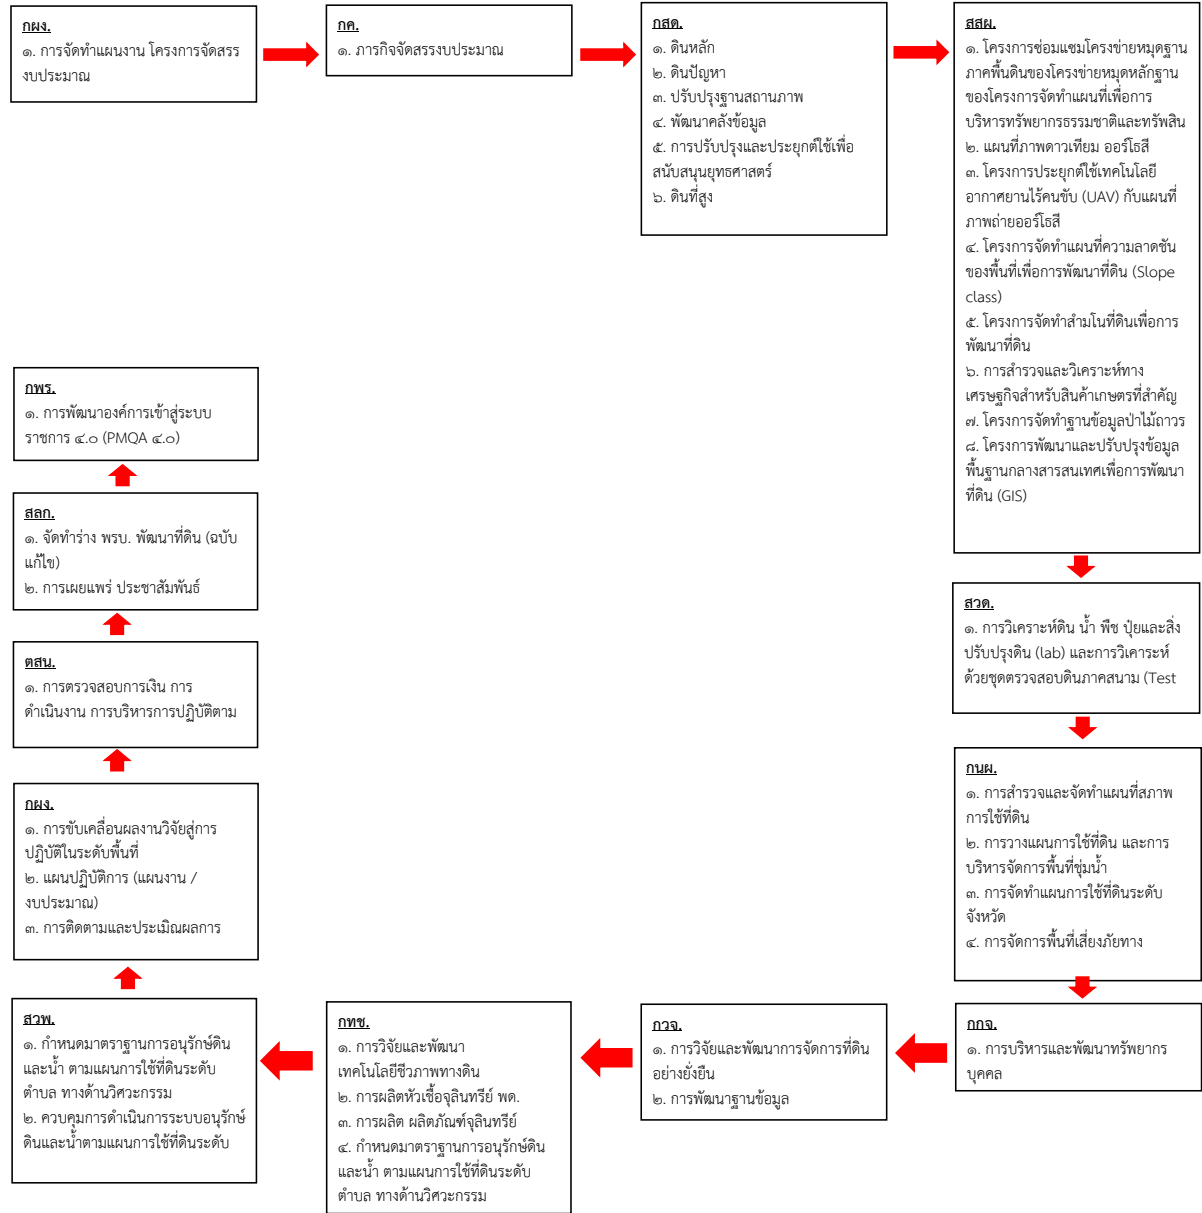 กผง.
๑. การจัดทำแผนงาน โครงการจัดสรร
งบประมาณ
กค.
๑. ภารกิจจัดสรรงบประมาณ
กสด.
๑. ดินหลัก
๒. ดินปัญหา
๓. ปรับปรุงฐานสถานภาพ
๔. พัฒนาคลังข้อมูล
๕. การปรับปรุงและประยุกต์ใช้เพื่อ
สนับสนุนยุทธศาสตร์
๖. ดินที่สูง
สสผ.
๑. โครงการซ่อมแซมโครงข่ายหมุดฐาน
ภาคพื้นดินของโครงข่ายหมุดหลักฐาน
ของโครงการจัดทำแผนที่เพื่อการ
บริหารทรัพยากรธรรมชาติและทรัพสิน
๒. แผนที่ภาพดาวเทียม ออร์โธสี
๓. โครงการประยุกต์ใช้เทคโนโลยี
อากาศยานไร้คนขับ (UAV) กับแผนที่
ภาพถ่ายออร์โธสี
๔. โครงการจัดทำแผนที่ความลาดชัน
ของพื้นที่เพื่อการพัฒนาที่ดิน (Slope
class)
๕. โครงการจัดทำสำมโนที่ดินเพื่อการ
พัฒนาที่ดิน
๖. การสำรวจและวิเคราะห์ทาง
เศรษฐกิจสำหรับสินค้าเกษตรที่สำคัญ
๗. โครงการจัดทำฐานข้อมูลป่าไม้ถาวร
๘. โครงการพัฒนาและปรับปรุงข้อมูล
พื้นฐานกลางสารสนเทศเพื่อการพัฒนา
ที่ดิน (GIS)
สวด.
๑. การวิเคราะห์ดิน น้ำ พืช ปุ๋ยและสิ่ง
ปรับปรุงดิน (lab) และการวิเคาระห์
ด้วยชุดตรวจสอบดินภาคสนาม (Test
กนผ.
๑. การสำรวจและจัดทำแผนที่สภาพ
การใช้ที่ดิน
๒. การวางแผนการใช้ที่ดิน และการ
บริหารจัดการพื้นที่ชุ่มน้ำ
๓. การจัดทำแผนการใช้ที่ดินระดับ
จังหวัด
๔. การจัดการพื้นที่เสี่ยงภัยทาง
กกจ.
๑. การบริหารและพัฒนาทรัพยากร
บุคคล
กวจ.
๑. การวิจัยและพัฒนาการจัดการที่ดิน
อย่างยั่งยืน
๒. การพัฒนาฐานข้อมูล
กทช.
๑. การวิจัยและพัฒนา
เทคโนโลยีชีวภาพทางดิน
๒. การผลิตหัวเชื้อจุลินทรีย์ พด.
๓. การผลิต ผลิตภัณฑ์จุลินทรีย์
๔. กำหนดมาตราฐานการอนุรักษ์ดิน
และน้ำ ตามแผนการใช้ที่ดินระดับ
ตำบล ทางด้านวิศวะกรรม
สวพ.
๑. กำหนดมาตราฐานการอนุรักษ์ดิน
และน้ำ ตามแผนการใช้ที่ดินระดับ
ตำบล ทางด้านวิศวะกรรม
๒. ควบคุมการดำเนินการระบบอนุรักษ์
ดินและน้ำตามแผนการใช้ที่ดินระดับ
กผง.
๑. การขับเคลื่อนผลงานวิจัยสู่การ
ปฏิบัติในระดับพื้นที่
๒. แผนปฏิบัติการ (แผนงาน /
งบประมาณ)
๓. การติดตามและประเมิณผลการ
ตสน.
๑. การตรวจสอบการเงิน การ
ดำเนินงาน การบริหารการปฏิบัติตาม
สลก.
๑. จัดทำร่าง พรบ. พัฒนาที่ดิน (ฉบับ
แก้ไข)
๒. การเผยแพร่ ประชาสัมพันธ์
กพร.
๑. การพัฒนาองค์การเข้าสู่ระบบ
ราชการ ๔.๐ (PMQA ๔.๐)